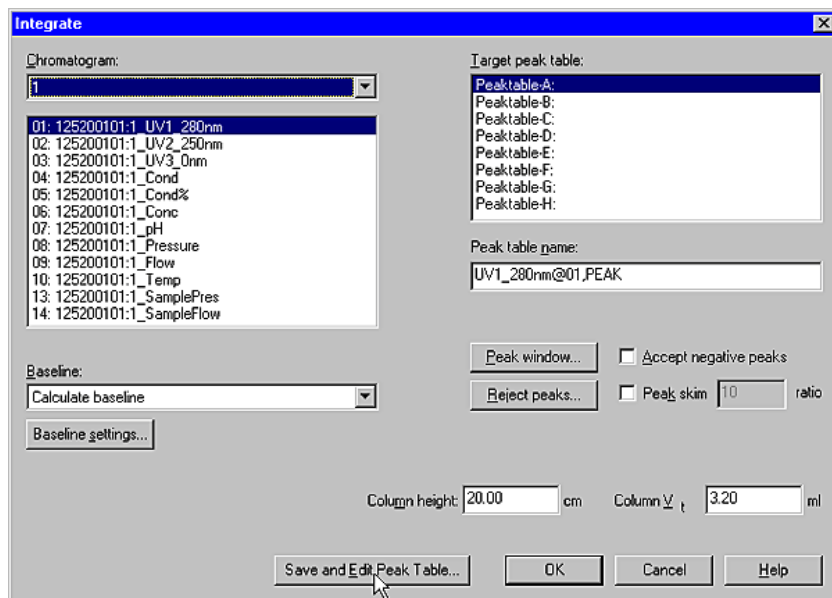 Integrate
Chromatogram:
1
01: 125200101:1_UV1_280nm
02: 125200101:1_UV2_250nm
03: 125200101:1_UV3_0nm
04: 125200101:1_Cond
05: 125200101:1_Cond%
06: 125200101:1_Conc
07: 125200101:1_pH
08: 125200101:1_Pressure
09: 125200101:1_Flow
10: 125200101:1_Temp
13: 125200101:1_SamplePres
14: 125200101:1_SampleFlow
Baseline:
Calculate baseline
Baseline settings...
Target peak table:
Peaktable-A:
Peaktable-B:
Peaktable-C:
Peaktable-D:
Peaktable-E:
Peaktable-F:
Peaktable-G:
Peaktable-H:
Peak table name:
UV1_280nm@01,PEAK
Peak window... Accept negative peaks
Reject peaks... Peak skim 10 ratio
Column height: 20.00 cm Column V t 3.20 ml
Save and Edit Peak Table... OK Cancel Help